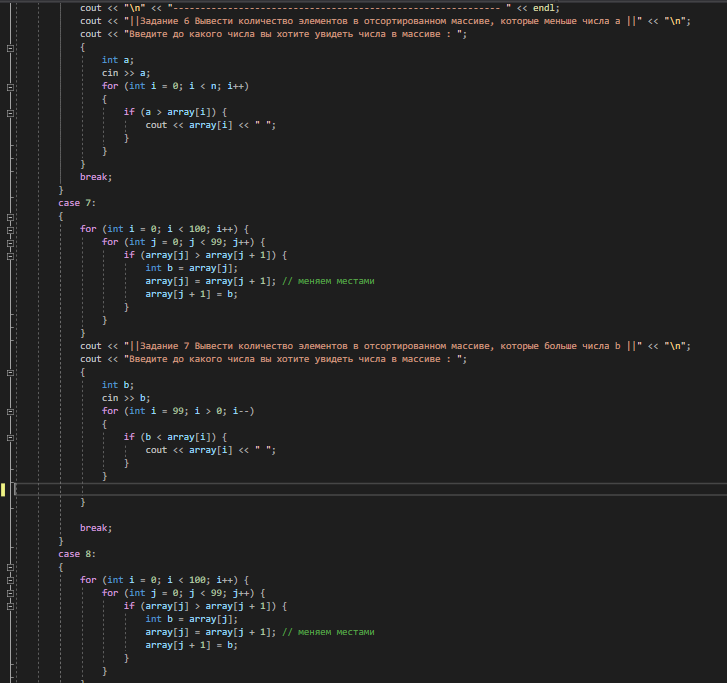 cout << "\n" << "------------------------------------------------------------ " << endl;
cout << "||Задание 6 Вывести количество элементов в отсортированном массиве, которые меньше числа a ||" << "\n";
cout << "Введите до какого числа вы хотите увидеть числа в массиве : ";
{
int a;
cin >> a;
for (int i = 0; i < n; i++)
{
if (a > array[i]) {
cout << array[i] << " ";
}
}
}
break;
}
case 7:
{
for (int i = 0; i < 100; i++) {
for (int j = 0; j < 99; j++) {
if (array[j] > array[j + 1]) {
int b = array[j];
array[j] = array[j + 1]; // меняем местами
array[j + 1] = b;
}
}
}
cout << "||Задание 7 Вывести количество элементов в отсортированном массиве, которые больше числа b ||" << "\n";
cout << "Введите до какого числа вы хотите увидеть числа в массиве : ";
{
int b;
cin >> b;
for (int i = 99; i > 0; i--)
{
if (b < array[i]) {
cout << array[i] << " ";
}
}
}
break;
}
case 8:
{
for (int i = 0; i < 100; i++) {
for (int j = 0; j < 99; j++) {
if (array[j] > array[j + 1]) {
int b = array[j];
array[j] = array[j + 1]; // меняем местами
array[j + 1] = b;
}
}